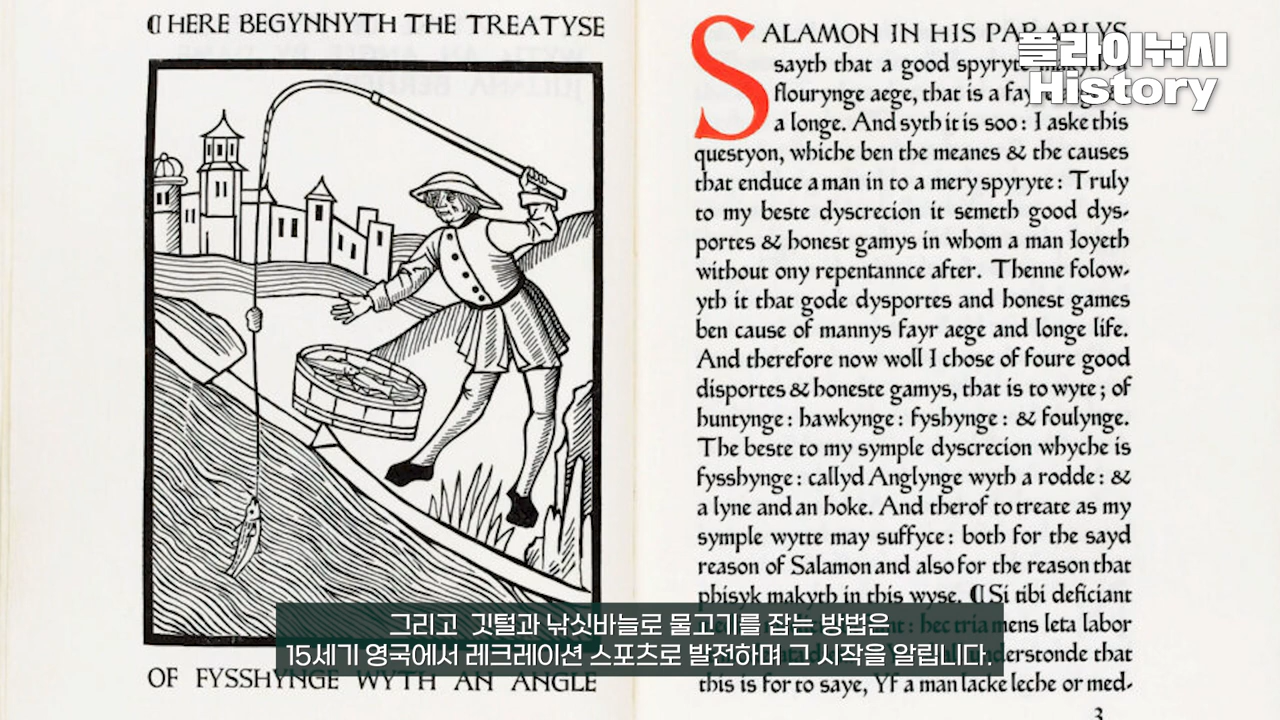 ¶ HERE BEGYNNYTH THE TREATYSE
OF FYSSHYNGE WYTH AN ANGLE
SALAMON IN HIS PARABLYS
sayth that a good spyryte makyth a
flourynge aege, that is a fay
a longe. And syth it is soo: I aske this
questyon, whiche ben the meanes & the causes
that enduce a man in to a mery spyryte: Truly
to my beste dyscrecion it semeth good dys-
portes & honest gamys in whom a man Ioyeth
without ony repentannce after. Thenne folow-
yth it that gode dysportes and honest games
ben cause of mannys fayr aege and longe life.
And therefore now woll I chose of foure good
disportes & honeste gamys, that is to wyte; of
huntynge: hawkynge: fyshynge: & foulynge.
The beste to my symple dyscrecion whyche is
fysshynge: callyd Anglynge wyth a rodde: &
a lyne and an hoke. And therof to treate as my
symple wytte may suffyce: both for the sayd
reason of Salamon and also for the reason that
phisyk makyth in this wyse. ¶ Si tibi deficiant
hec tria mens leta labor
understonde that
this is for to saye, Yf a man lacke leche or med-
3
플라이낚시
History
그리고 깃털과 낚싯바늘로 물고기를 잡는 방법은
15세기 영국에서 레크레이션 스포츠로 발전하며 그 시작을 알립니다.